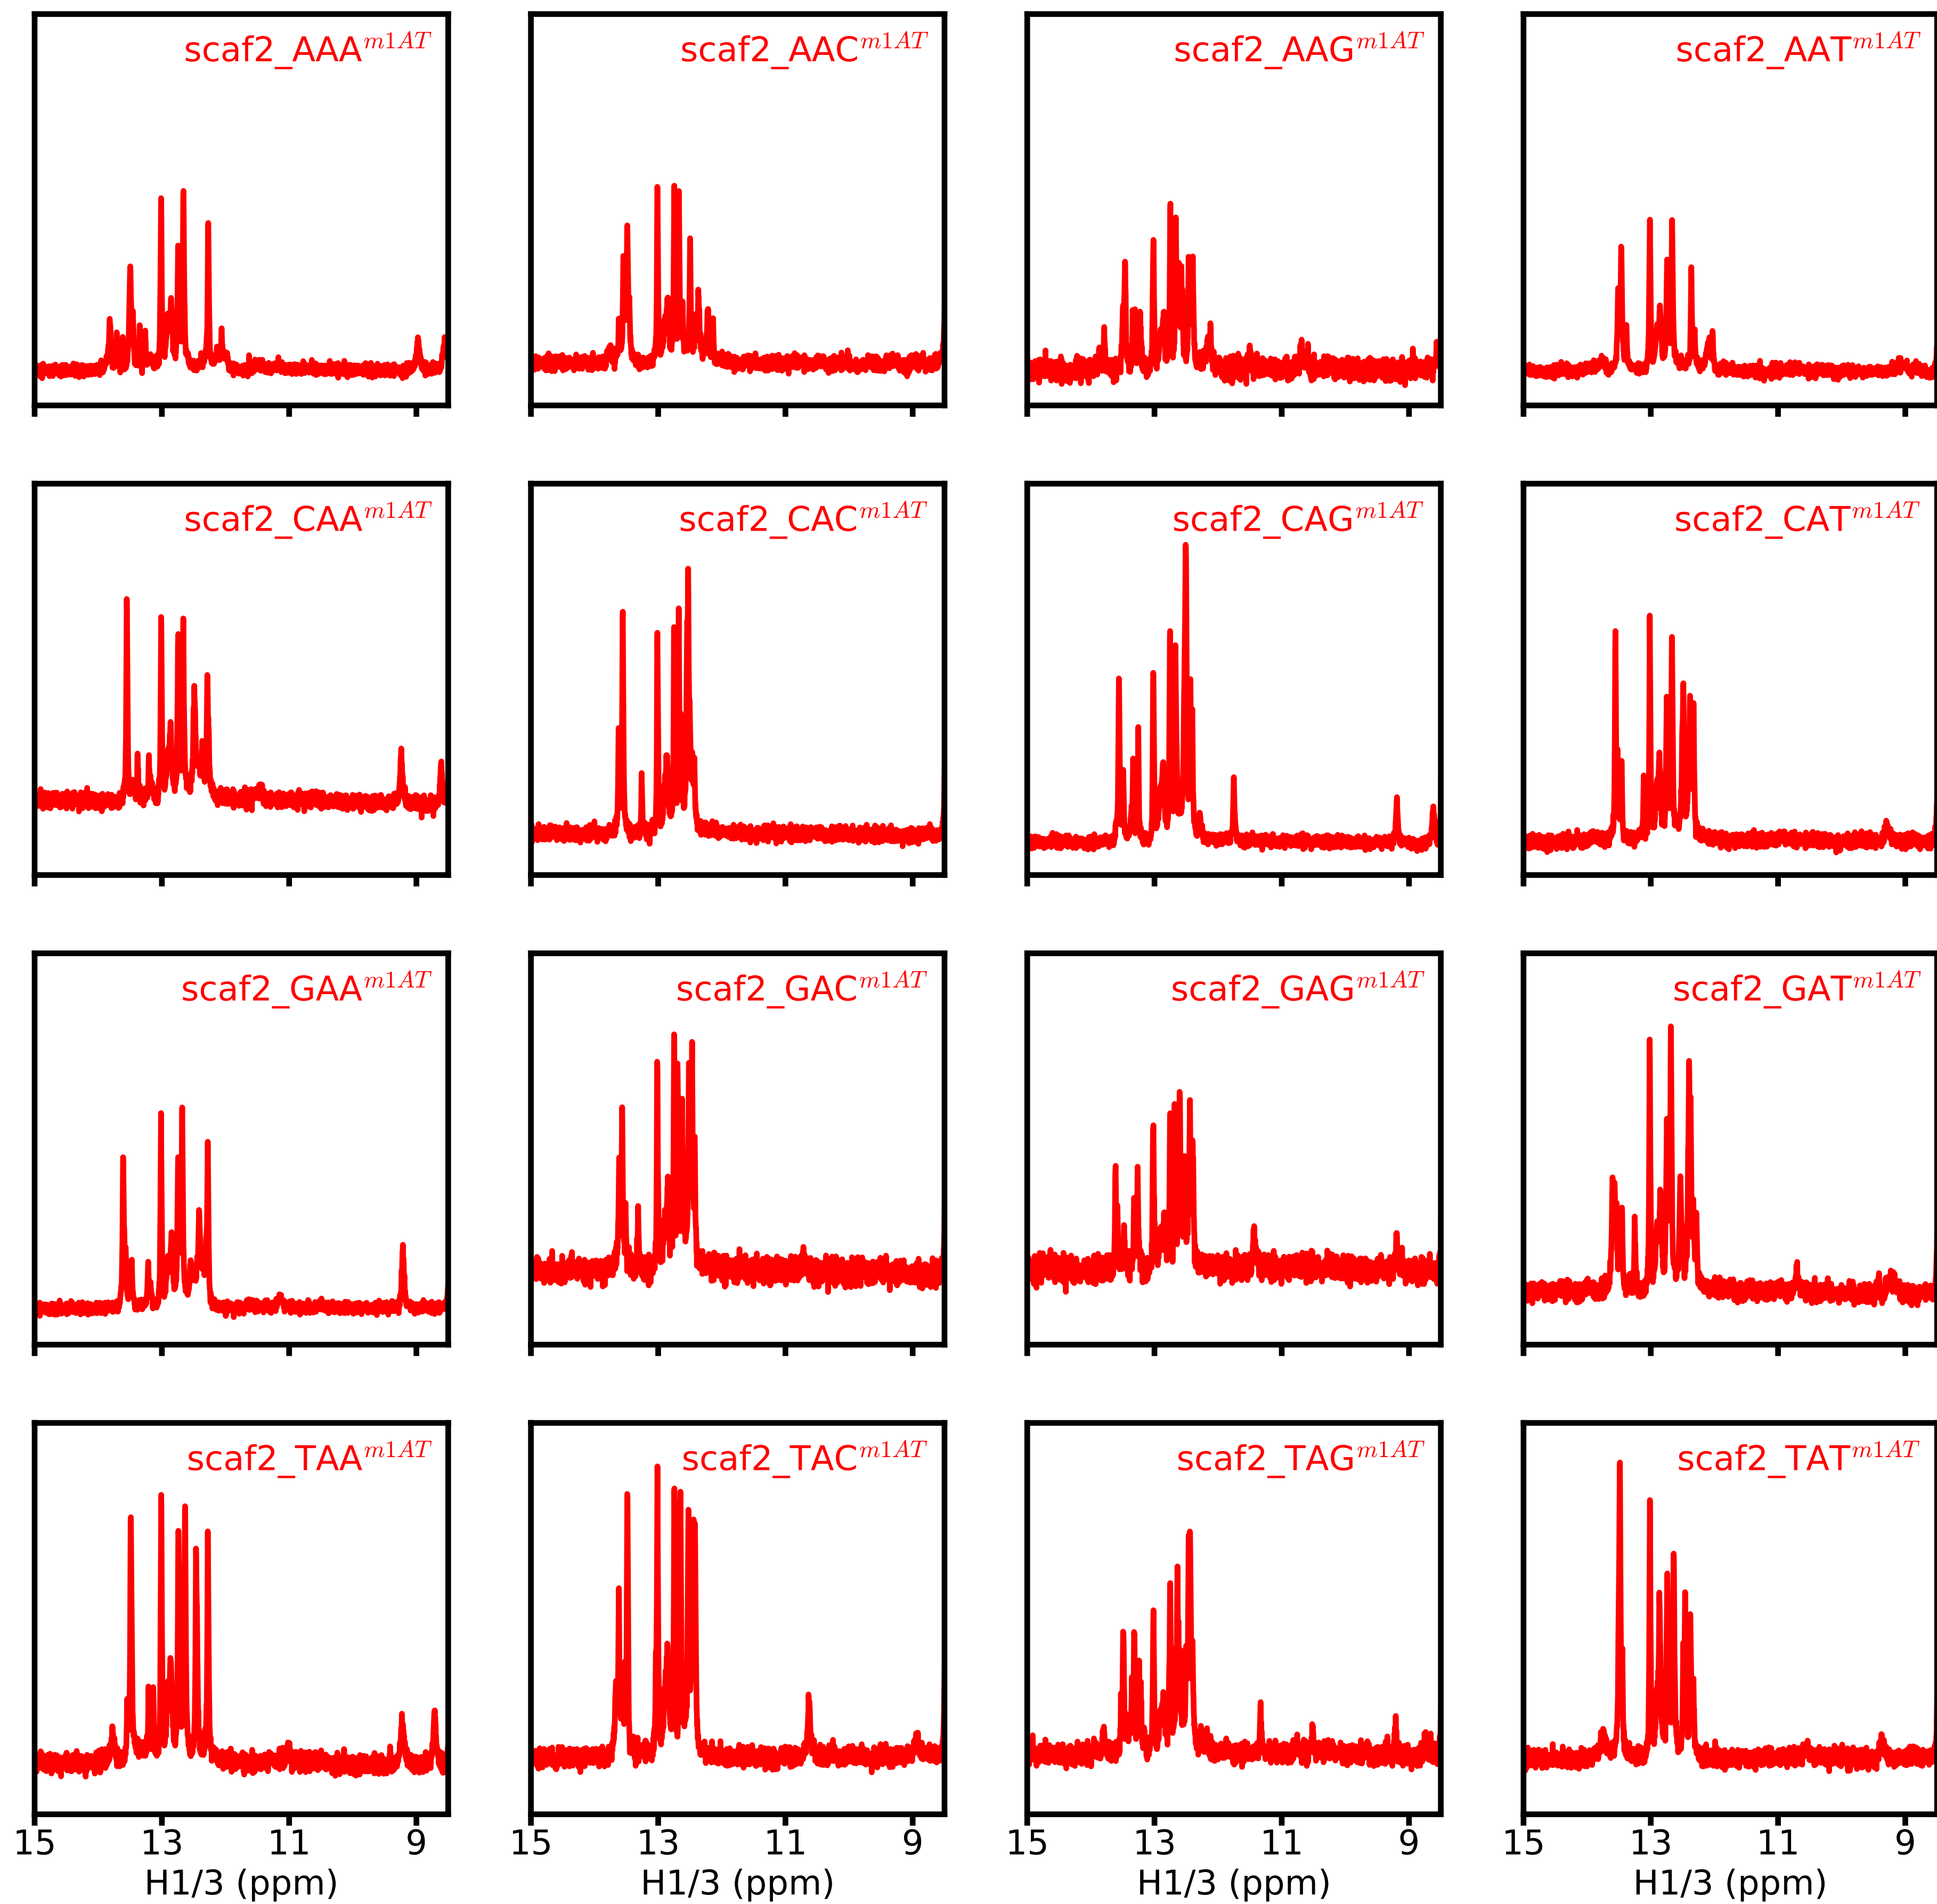 scaf2_AAA^m1AT scaf2_AAC^m1AT scaf2_AAG^m1AT scaf2_AAT^m1AT
scaf2_CAA^m1AT scaf2_CAC^m1AT scaf2_CAG^m1AT scaf2_CAT^m1AT
scaf2_GAA^m1AT scaf2_GAC^m1AT scaf2_GAG^m1AT scaf2_GAT^m1AT
scaf2_TAA^m1AT scaf2_TAC^m1AT scaf2_TAG^m1AT scaf2_TAT^m1AT
15 13 11 9 15 13 11 9 15 13 11 9 15 13 11 9
H1/3 (ppm) H1/3 (ppm) H1/3 (ppm) H1/3 (ppm)